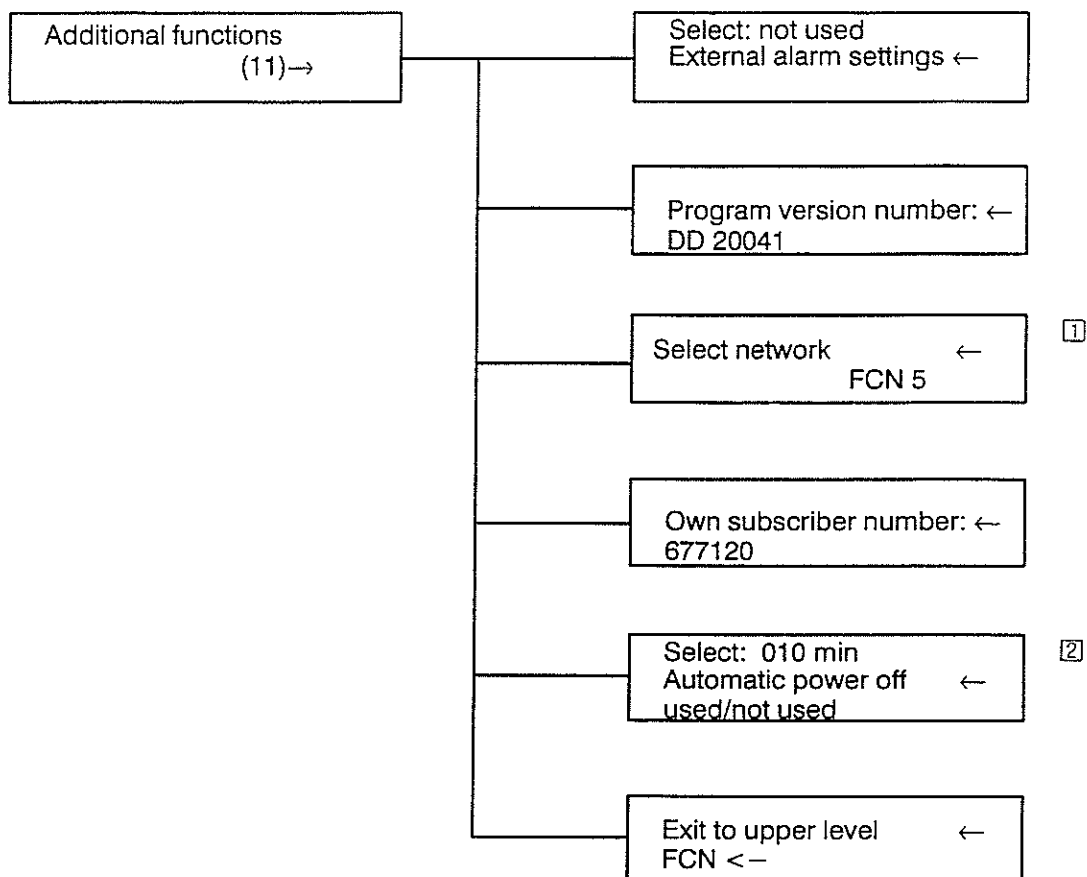 Additional functions
(11)→
Select: not used
External alarm settings ←
Program version number: ←
DD 20041
Select network ←
FCN 5
1
Own subscriber number: ←
677120
Select: 010 min
Automatic power off ←
used/not used
2
Exit to upper level ←
FCN <–